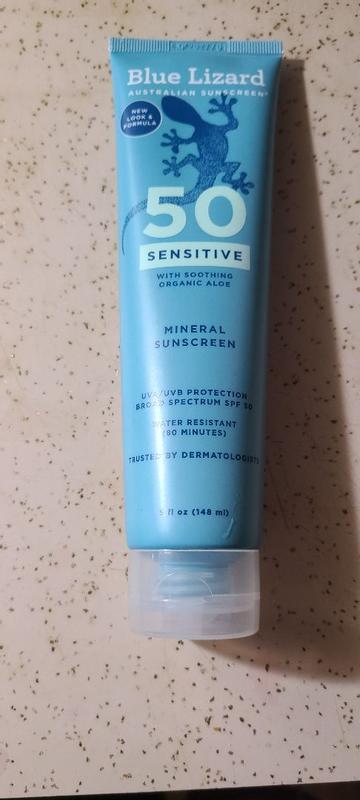 Blue Lizard
AUSTRALIAN SUNSCREEN®
NEW
LOOK &
FORMULA
50
SENSITIVE
WITH SOOTHING
ORGANIC ALOE
MINERAL
SUNSCREEN
UVA/UVB PROTECTION
BROAD SPECTRUM SPF 50
WATER RESISTANT
(80 MINUTES)
TRUSTED BY DERMATOLOGISTS
5 fl oz (148 ml)